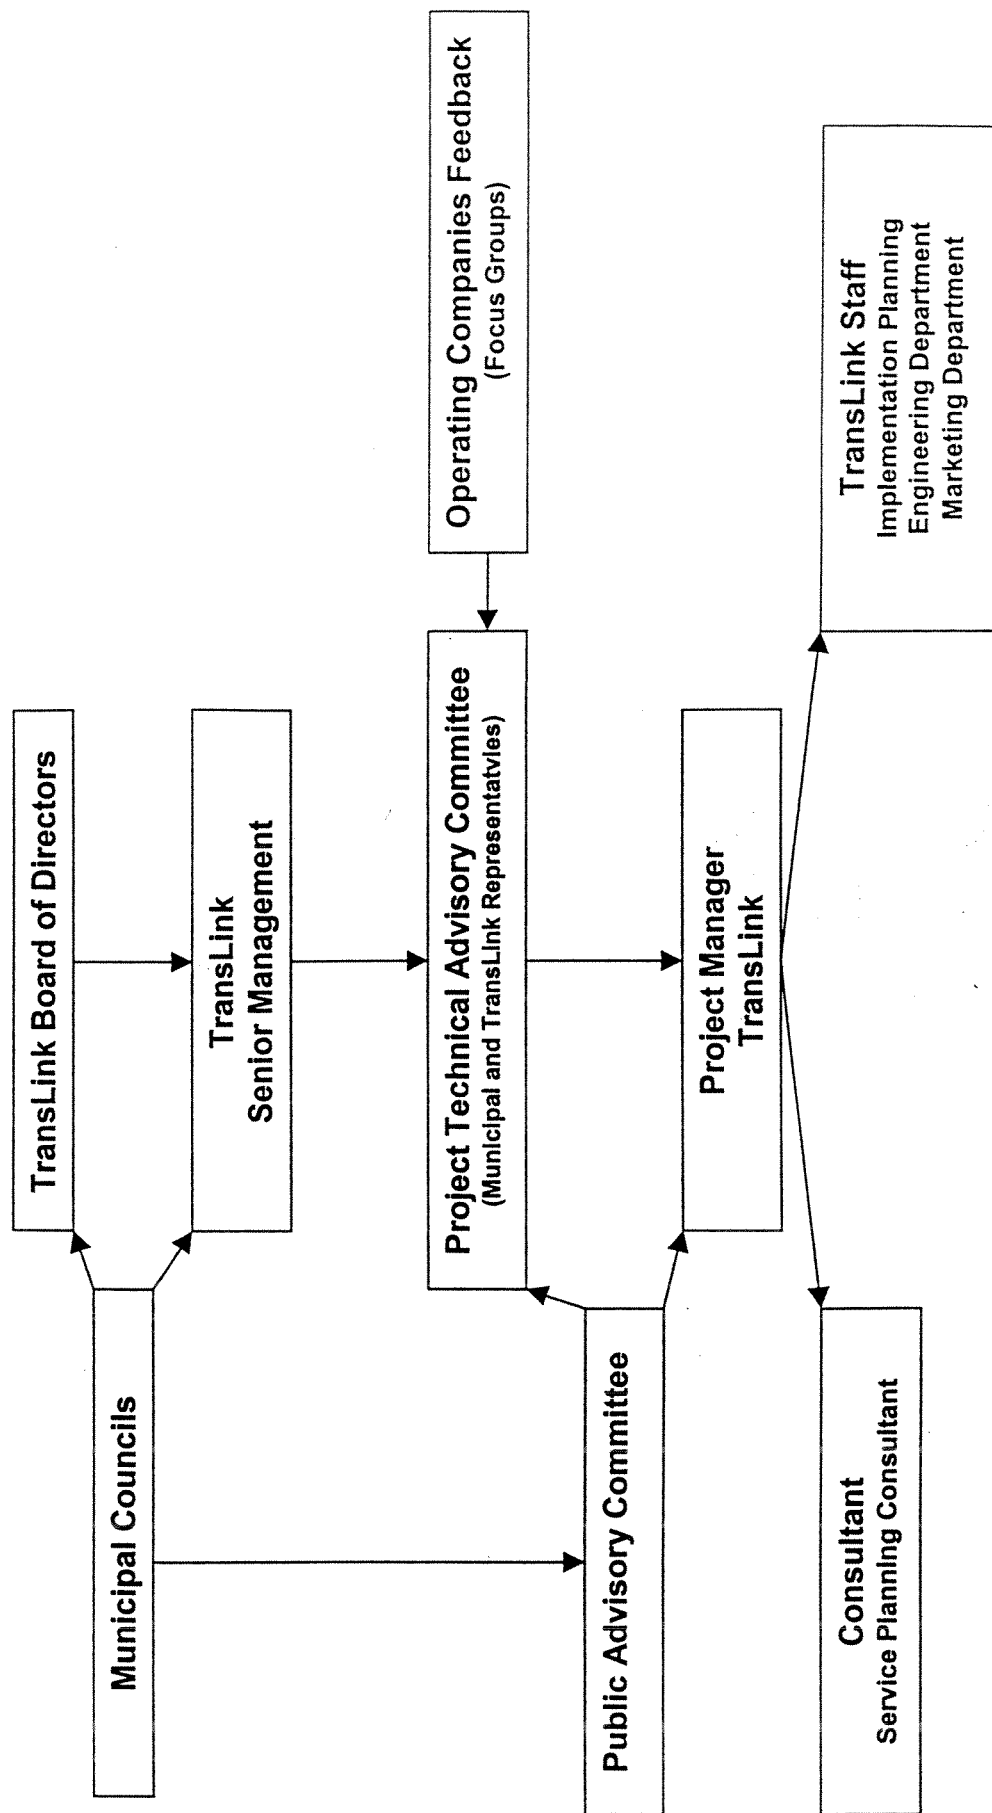 TransLink Board of Directors
Municipal Councils
TransLink
Senior Management
Project Technical Advisory Committee
(Municipal and TransLink Representatvies)
Operating Companies Feedback
(Focus Groups)
Public Advisory Committee
Project Manager
TransLink
Consultant
Service Planning Consultant
TransLink Staff
Implementation Planning
Engineering Department
Marketing Department